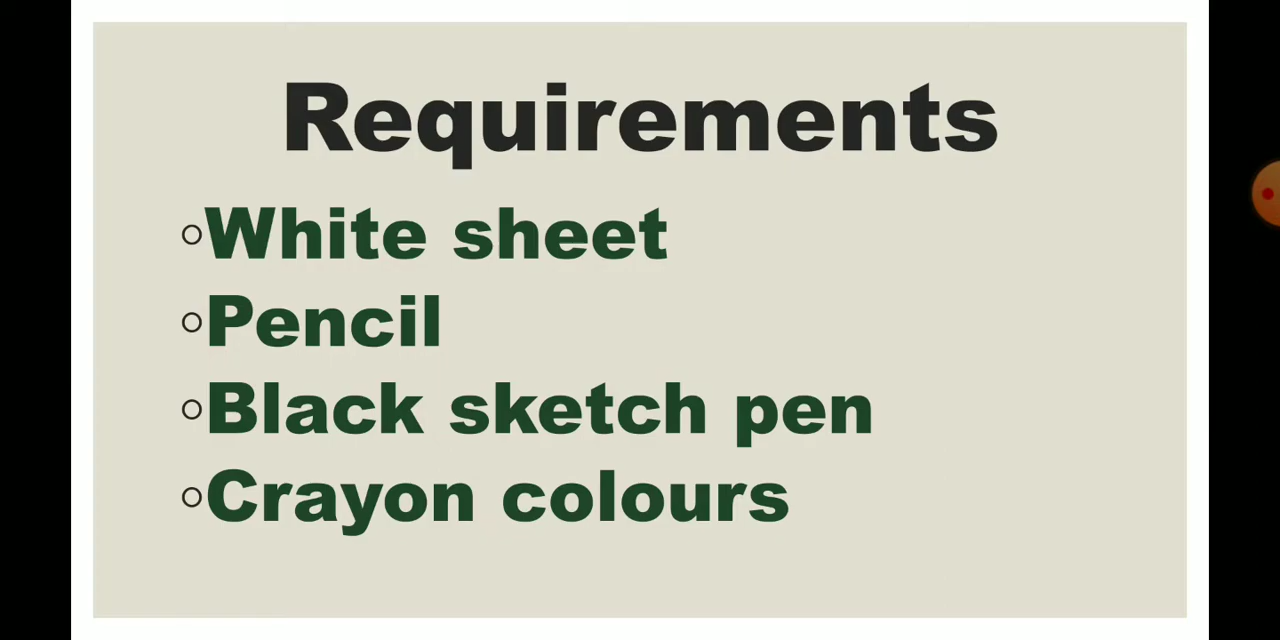 Requirements
White sheet
Pencil
Black sketch pen
Crayon colours